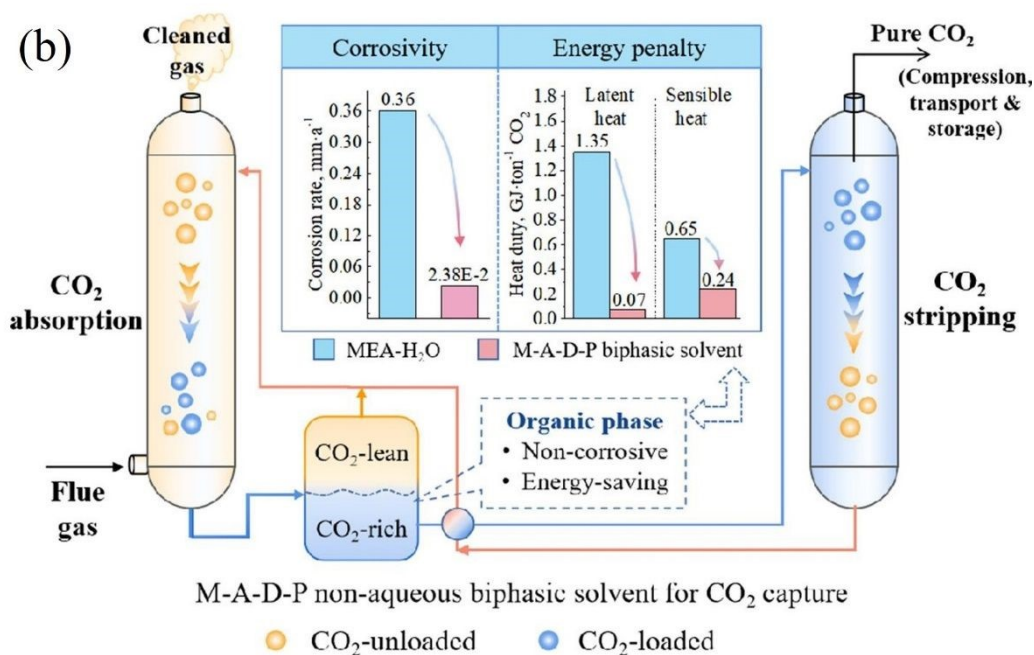 (b)
Cleaned
gas
Corrosivity
Energy penalty
Pure CO₂
(Compression,
transport &
storage)
Corrosion rate, mm·a⁻¹
0.36
0.30
0.24
0.18
0.12
0.06
0.00
0.36
2.38E-2
Heat duty, GJ·ton⁻¹ CO₂
1.8
1.6
1.4
1.2
1.0
0.8
0.6
0.4
0.2
0.0
Latent
heat
Sensible
heat
1.35
0.07
0.65
0.24
MEA-H₂O
M-A-D-P biphasic solvent
CO₂
absorption
CO₂
stripping
Flue
gas
CO₂-lean
CO₂-rich
Organic phase
• Non-corrosive
• Energy-saving
M-A-D-P non-aqueous biphasic solvent for CO₂ capture
CO₂-unloaded
CO₂-loaded